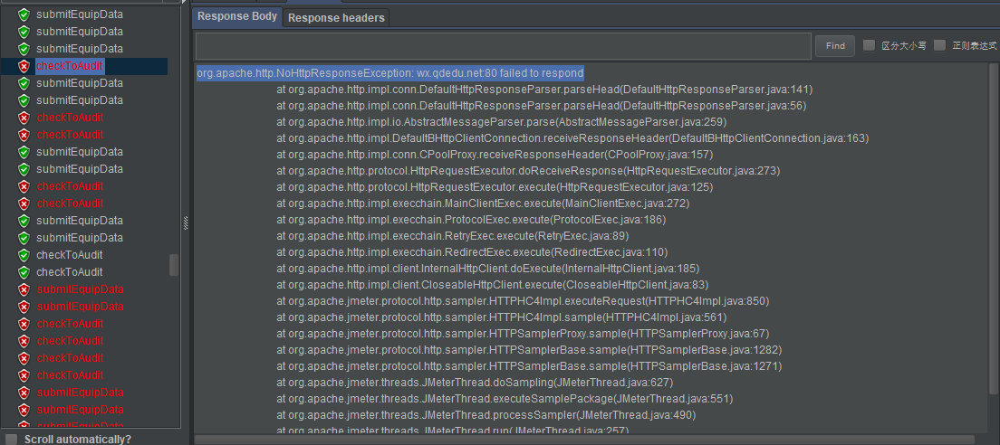 submitEquipData
submitEquipData
submitEquipData
checkToAudit
submitEquipData
submitEquipData
checkToAudit
checkToAudit
submitEquipData
submitEquipData
checkToAudit
checkToAudit
submitEquipData
submitEquipData
checkToAudit
checkToAudit
submitEquipData
submitEquipData
checkToAudit
checkToAudit
checkToAudit
checkToAudit
submitEquipData
submitEquipData
submitEquipData
Scroll automatically?
Response Body Response headers
Find 区分大小写 正则表达式
org.apache.http.NoHttpResponseException: wx.qdedu.net:80 failed to respond
at org.apache.http.impl.conn.DefaultHttpResponseParser.parseHead(DefaultHttpResponseParser.java:141)
at org.apache.http.impl.conn.DefaultHttpResponseParser.parseHead(DefaultHttpResponseParser.java:56)
at org.apache.http.impl.io.AbstractMessageParser.parse(AbstractMessageParser.java:259)
at org.apache.http.impl.DefaultBHttpClientConnection.receiveResponseHeader(DefaultBHttpClientConnection.java:163)
at org.apache.http.impl.conn.CPoolProxy.receiveResponseHeader(CPoolProxy.java:157)
at org.apache.http.protocol.HttpRequestExecutor.doReceiveResponse(HttpRequestExecutor.java:273)
at org.apache.http.protocol.HttpRequestExecutor.execute(HttpRequestExecutor.java:125)
at org.apache.http.impl.execchain.MainClientExec.execute(MainClientExec.java:272)
at org.apache.http.impl.execchain.ProtocolExec.execute(ProtocolExec.java:186)
at org.apache.http.impl.execchain.RetryExec.execute(RetryExec.java:89)
at org.apache.http.impl.execchain.RedirectExec.execute(RedirectExec.java:110)
at org.apache.http.impl.client.InternalHttpClient.doExecute(InternalHttpClient.java:185)
at org.apache.http.impl.client.CloseableHttpClient.execute(CloseableHttpClient.java:83)
at org.apache.jmeter.protocol.http.sampler.HTTPHC4Impl.executeRequest(HTTPHC4Impl.java:850)
at org.apache.jmeter.protocol.http.sampler.HTTPHC4Impl.sample(HTTPHC4Impl.java:561)
at org.apache.jmeter.protocol.http.sampler.HTTPSamplerProxy.sample(HTTPSamplerProxy.java:67)
at org.apache.jmeter.protocol.http.sampler.HTTPSamplerBase.sample(HTTPSamplerBase.java:1282)
at org.apache.jmeter.protocol.http.sampler.HTTPSamplerBase.sample(HTTPSamplerBase.java:1271)
at org.apache.jmeter.threads.JMeterThread.doSampling(JMeterThread.java:627)
at org.apache.jmeter.threads.JMeterThread.executeSamplePackage(JMeterThread.java:551)
at org.apache.jmeter.threads.JMeterThread.processSampler(JMeterThread.java:490)
at org.apache.jmeter.threads.JMeterThread.run(JMeterThread.java:257)